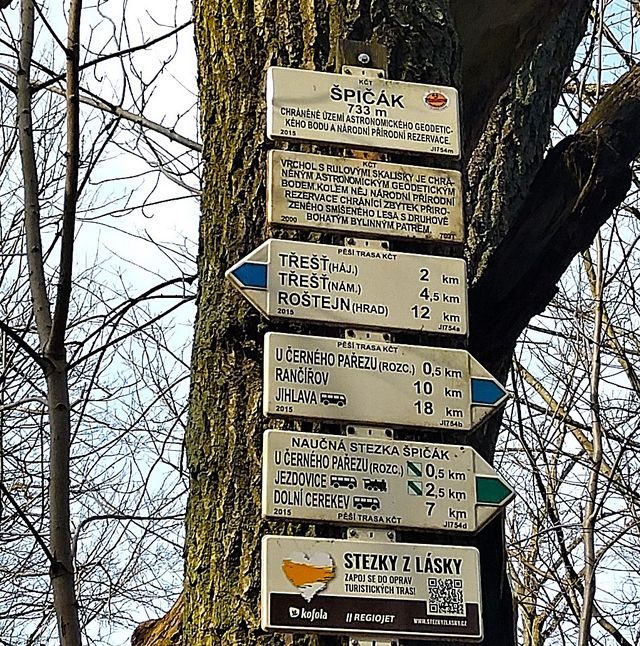 KČT
ŠPIČÁK
733 m
CHRÁNĚNÉ ÚZEMÍ ASTRONOMICKÉHO GEODETIC-
KÉHO BODU A NÁRODNÍ PŘÍRODNÍ REZERVACE.
2015 JI754m
KČT
VRCHOL S RULOVÝMI SKALISKY JE CHRÁ-
NĚNÝM ASTRONOMICKÝM GEODETICKÝM
BODEM. KOLEM NĚJ NÁRODNÍ PŘÍRODNÍ
REZERVACE CHRÁNÍCÍ ZBYTEK PŘIRO-
ZENÉHO SMÍŠENÉHO LESA S DRUHOVĚ
BOHATÝM BYLINNÝM PATREM.
PĚŠÍ TRASA KČT
TŘEŠŤ (HÁJ.) 2 km
TŘEŠŤ (NÁM.) 4,5 km
ROŠTEJN (HRAD) 12 km
2015 JI754a
PĚŠÍ TRASA KČT
U ČERNÉHO PAŘEZU (ROZC.) 0,5 km
RANČÍŘOV 10 km
JIHLAVA 18 km
2015 JI754b
NAUČNÁ STEZKA ŠPIČÁK
U ČERNÉHO PAŘEZU (ROZC.) 0,5 km
JEZDOVICE 2,5 km
DOLNÍ CEREKEV 7 km
2015 PĚŠÍ TRASA KČT JI754d
STEZKY Z LÁSKY
ZAPOJ SE DO OPRAV
TURISTICKÝCH TRAS!
kofola REGIOJET WWW.STEZKYZLASKY.CZ